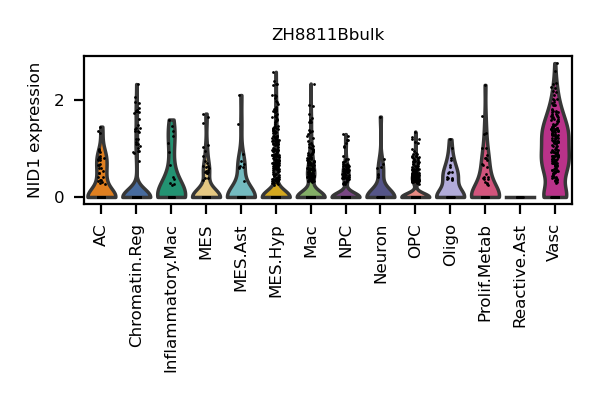 ZH8811Bbulk
NID1 expression
2
0
AC
Chromatin.Reg
Inflammatory.Mac
MES
MES.Ast
MES.Hyp
Mac
NPC
Neuron
OPC
Oligo
Prolif.Metab
Reactive.Ast
Vasc